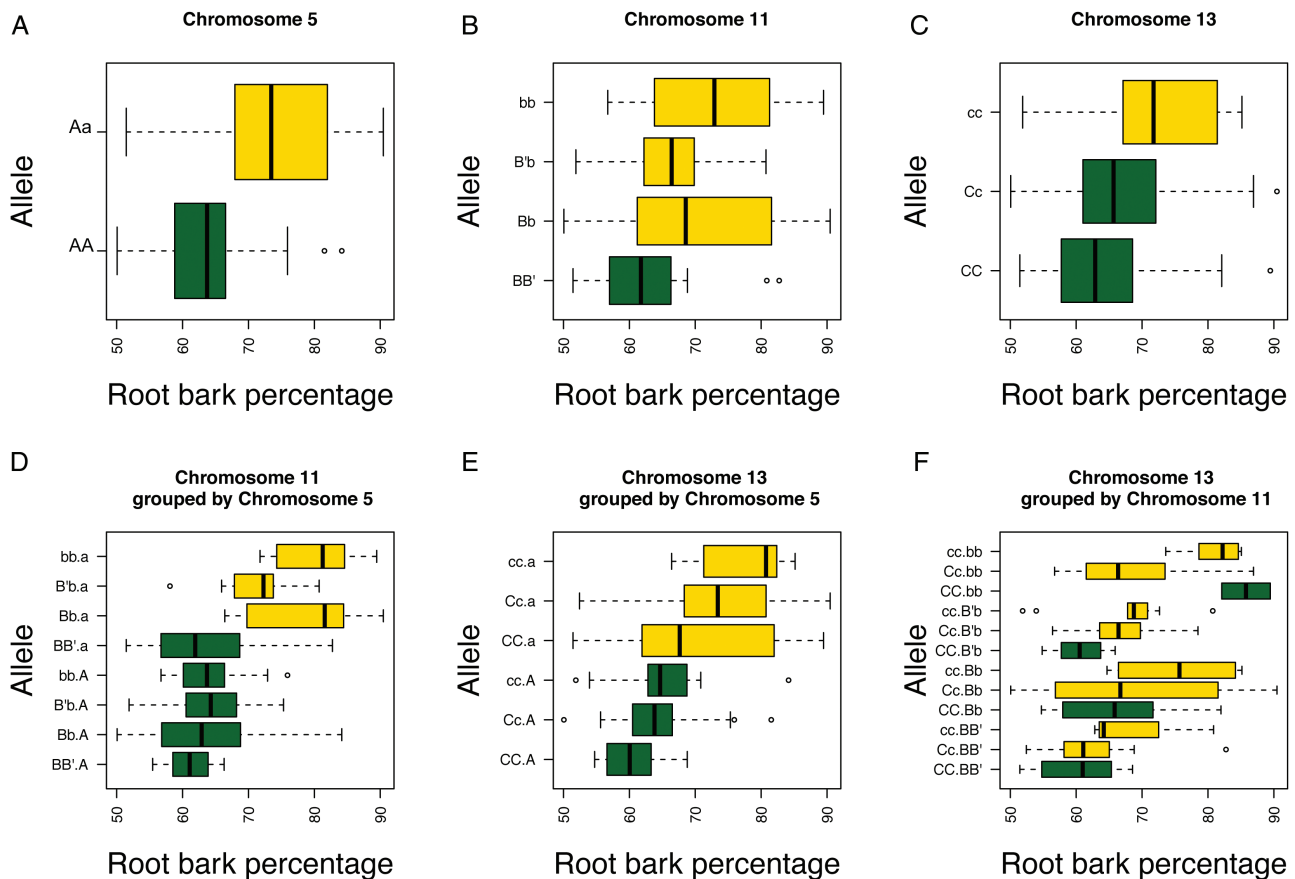 A
Chromosome 5
Allele
Aa
AA
50 60 70 80 90
Root bark percentage
B
Chromosome 11
Allele
bb
B'b
Bb
BB'
50 60 70 80 90
Root bark percentage
C
Chromosome 13
Allele
cc
Cc
CC
50 60 70 80 90
Root bark percentage
D
Chromosome 11
grouped by Chromosome 5
Allele
bb.a
B'b.a
Bb.a
BB'.a
bb.A
B'b.A
Bb.A
BB'.A
50 60 70 80 90
Root bark percentage
E
Chromosome 13
grouped by Chromosome 5
Allele
cc.a
Cc.a
CC.a
cc.A
Cc.A
CC.A
50 60 70 80 90
Root bark percentage
F
Chromosome 13
grouped by Chromosome 11
Allele
cc.bb
Cc.bb
CC.bb
cc.B'b
Cc.B'b
CC.B'b
cc.Bb
Cc.Bb
CC.Bb
cc.BB'
Cc.BB'
CC.BB'
50 60 70 80 90
Root bark percentage